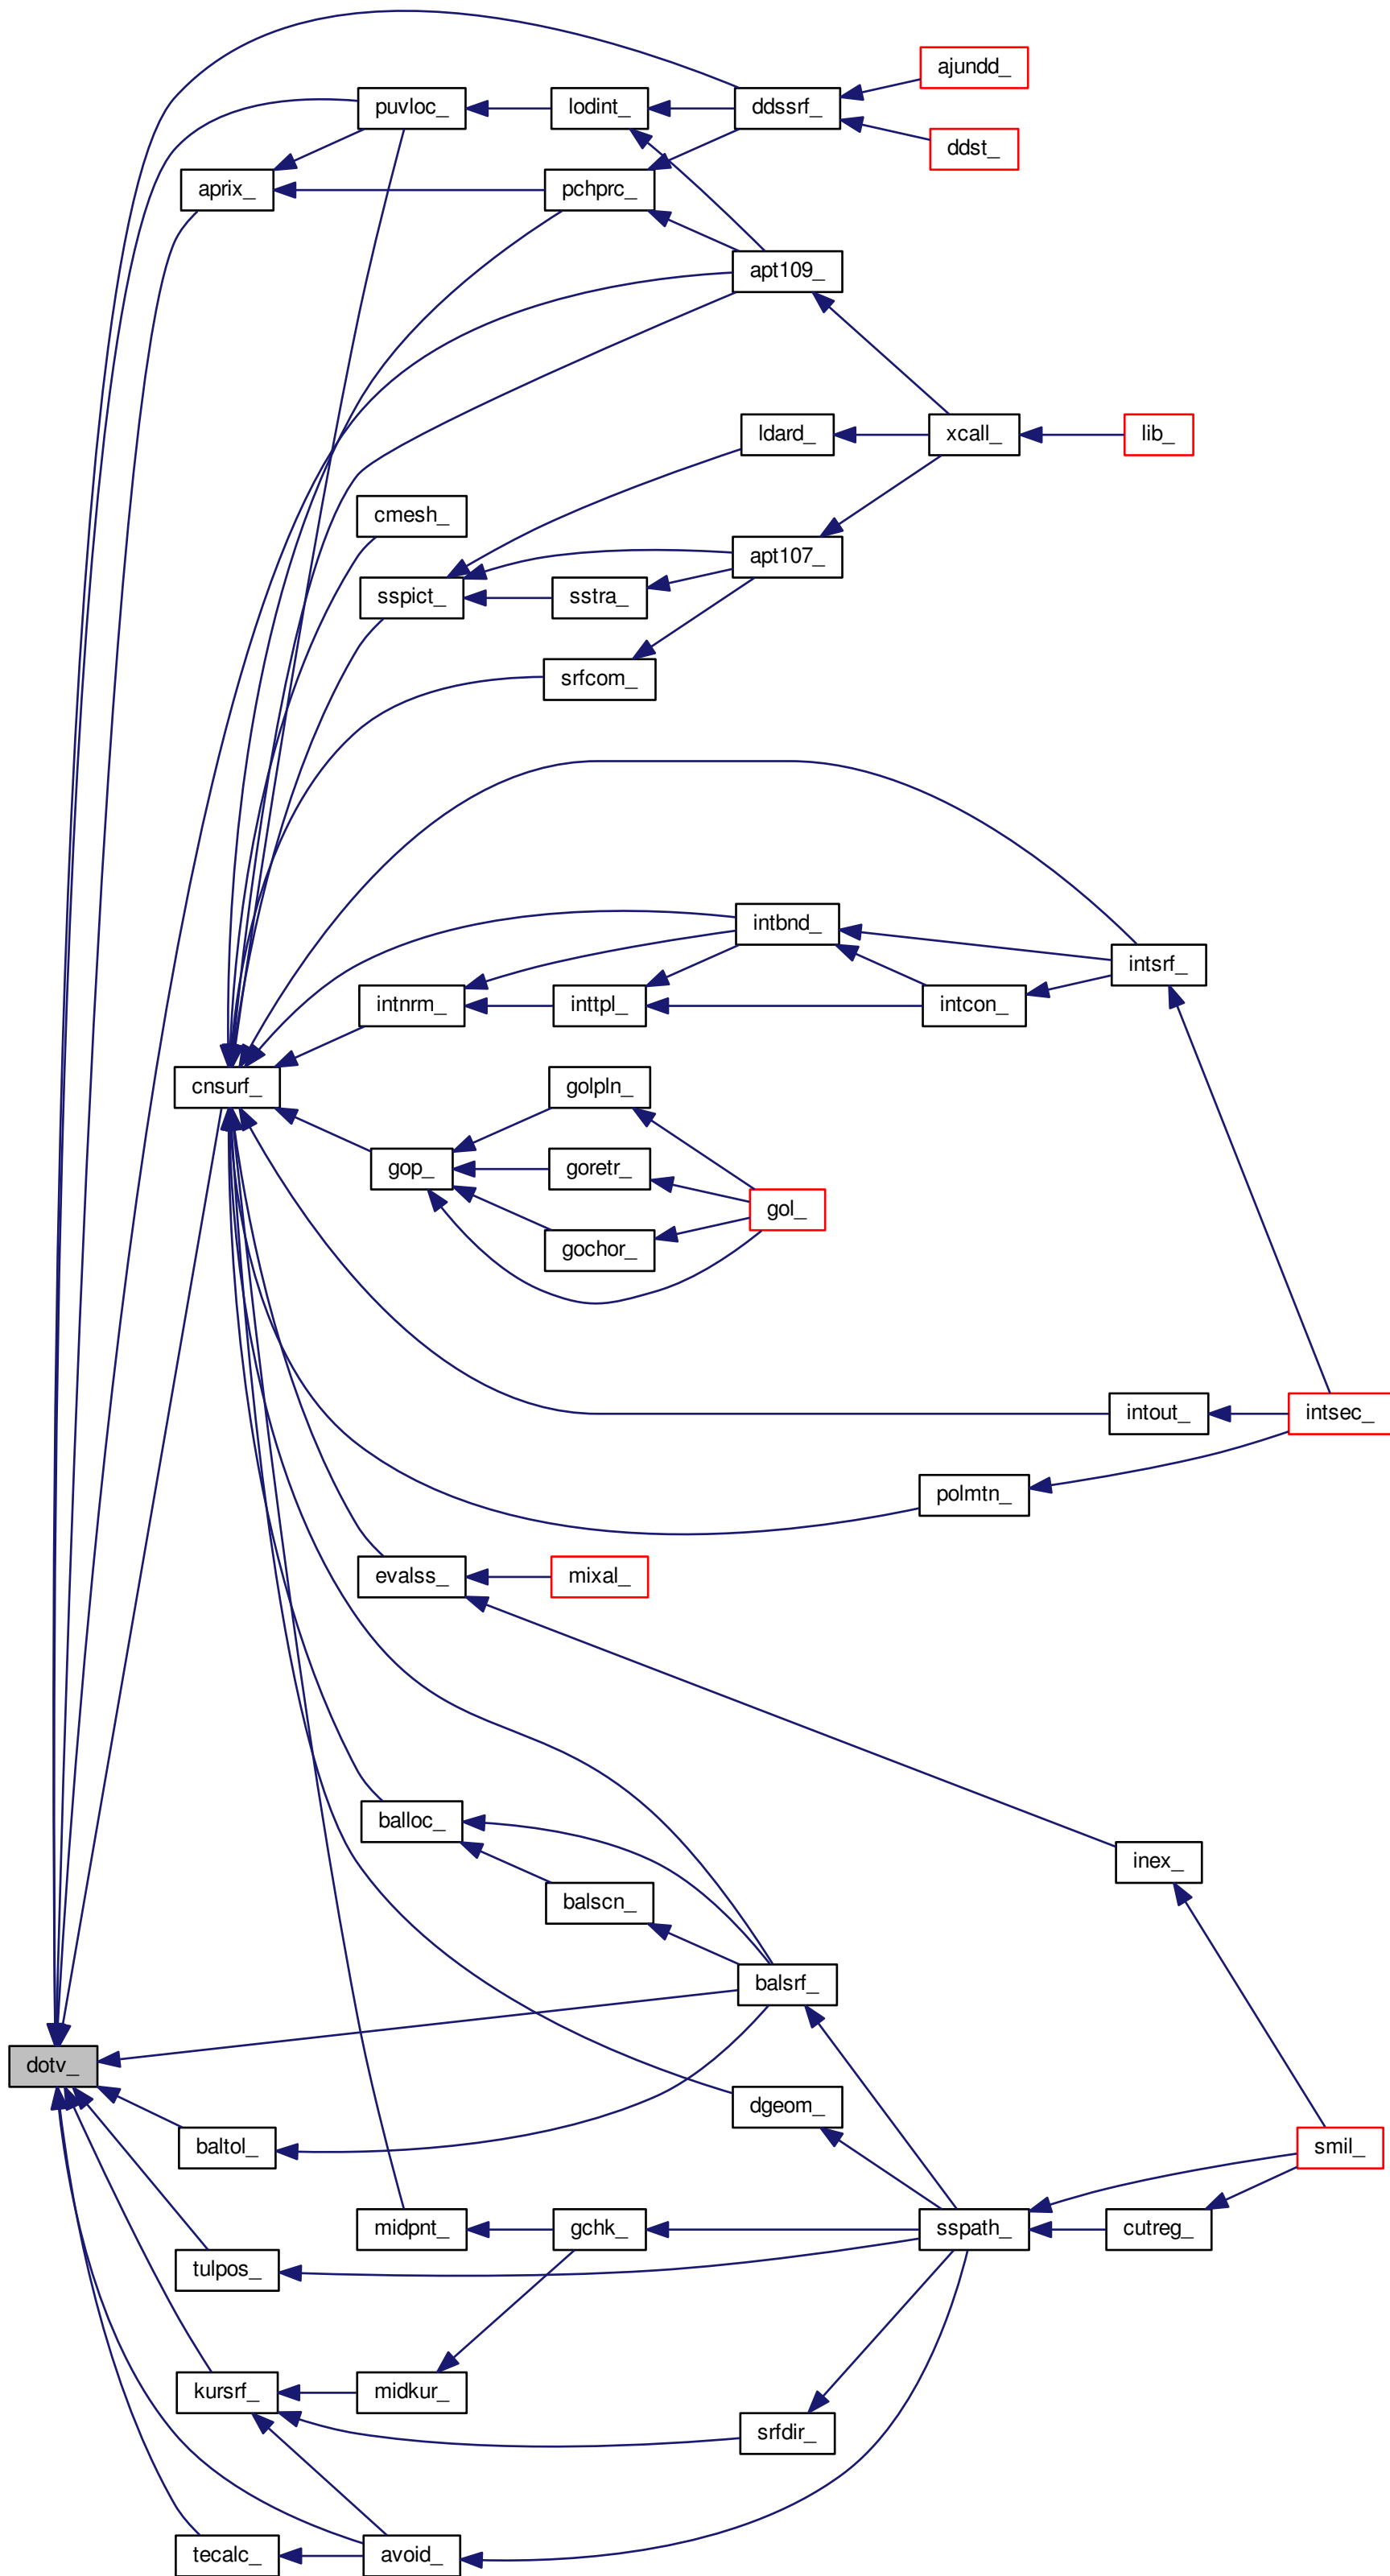 ajundd_
puvloc_
lodint_
ddssrf_
ddst_
aprix_
pchprc_
apt109_
ldard_
xcall_
lib_
cmesh_
apt107_
sspict_
sstra_
srfcom_
intbnd_
intsrf_
intnrm_
inttpl_
intcon_
cnsurf_
golpln_
gop_
goretr_
gol_
gochor_
intout_
intsec_
polmtn_
evalss_
mixal_
balloc_
inex_
balscn_
balsrf_
dotv_
dgeom_
baltol_
smil_
midpnt_
gchk_
sspath_
cutreg_
tulpos_
kursrf_
midkur_
srfdir_
tecalc_
avoid_